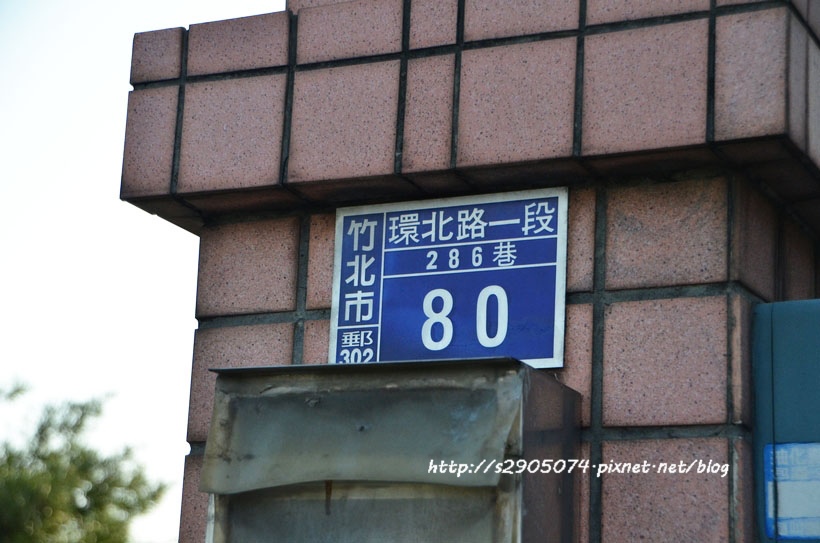 竹北市
郵
302
環北路一段
286巷
80
http://s2905074.pixnet.net/blog